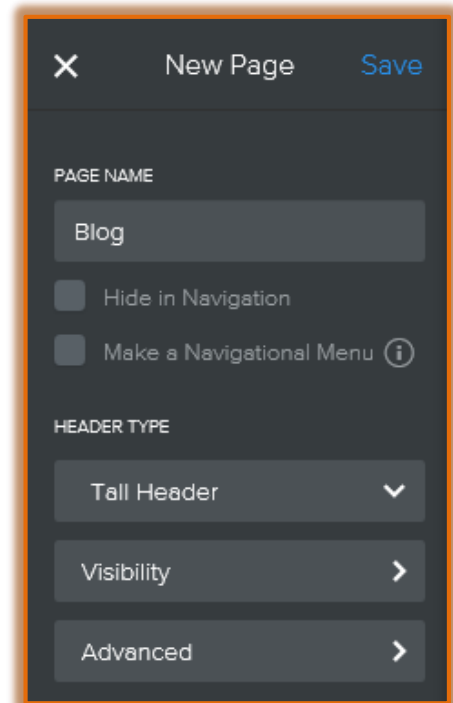 New Page Save
PAGE NAME
Blog
Hide in Navigation
Make a Navigational Menu
HEADER TYPE
Tall Header
Visibility
Advanced